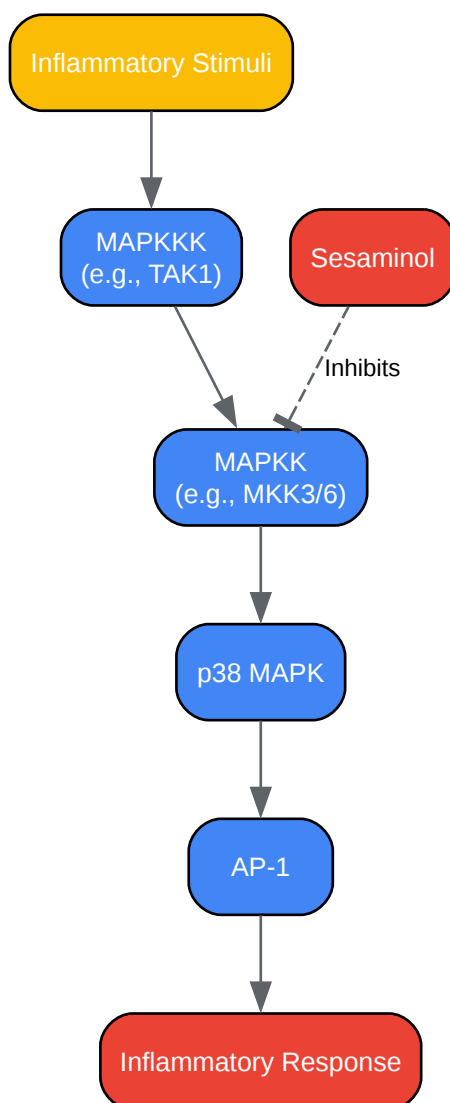 Inflammatory Stimuli
MAPKKK
(e.g., TAK1)
Sesaminol
Inhibits
MAPKK
(e.g., MKK3/6)
p38 MAPK
AP-1
Inflammatory Response